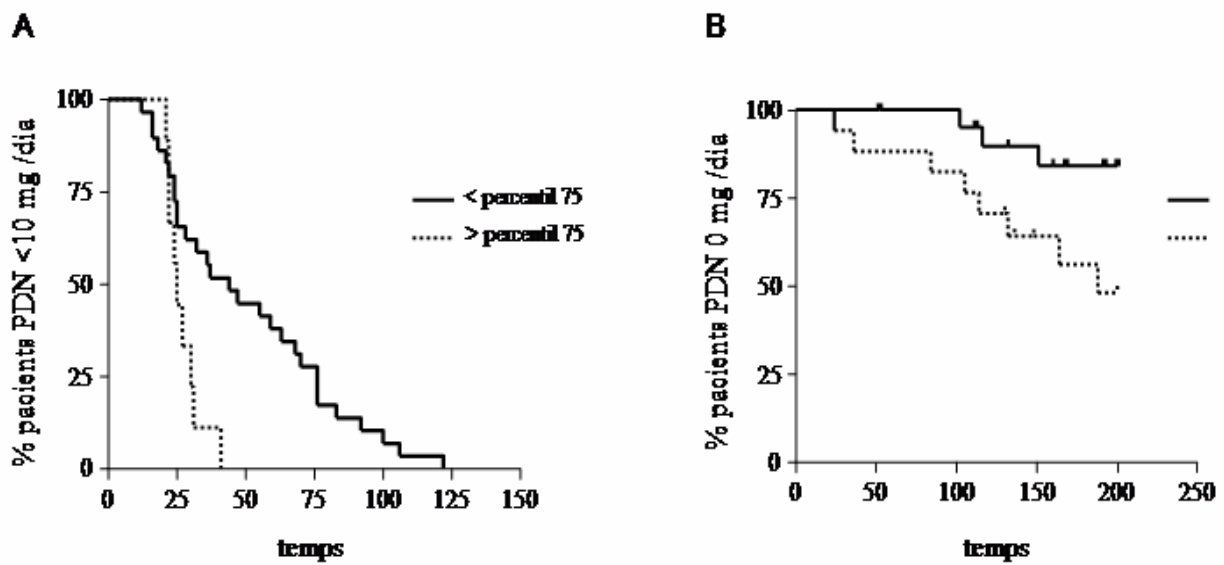 A
% pacients PDN <10 mg /dia
100
75
50
25
0
0 25 50 75 100 125 150
temps
< percentil 75
> percentil 75
B
% pacients PDN 0 mg /dia
100
75
50
25
0
0 50 100 150 200 250
temps